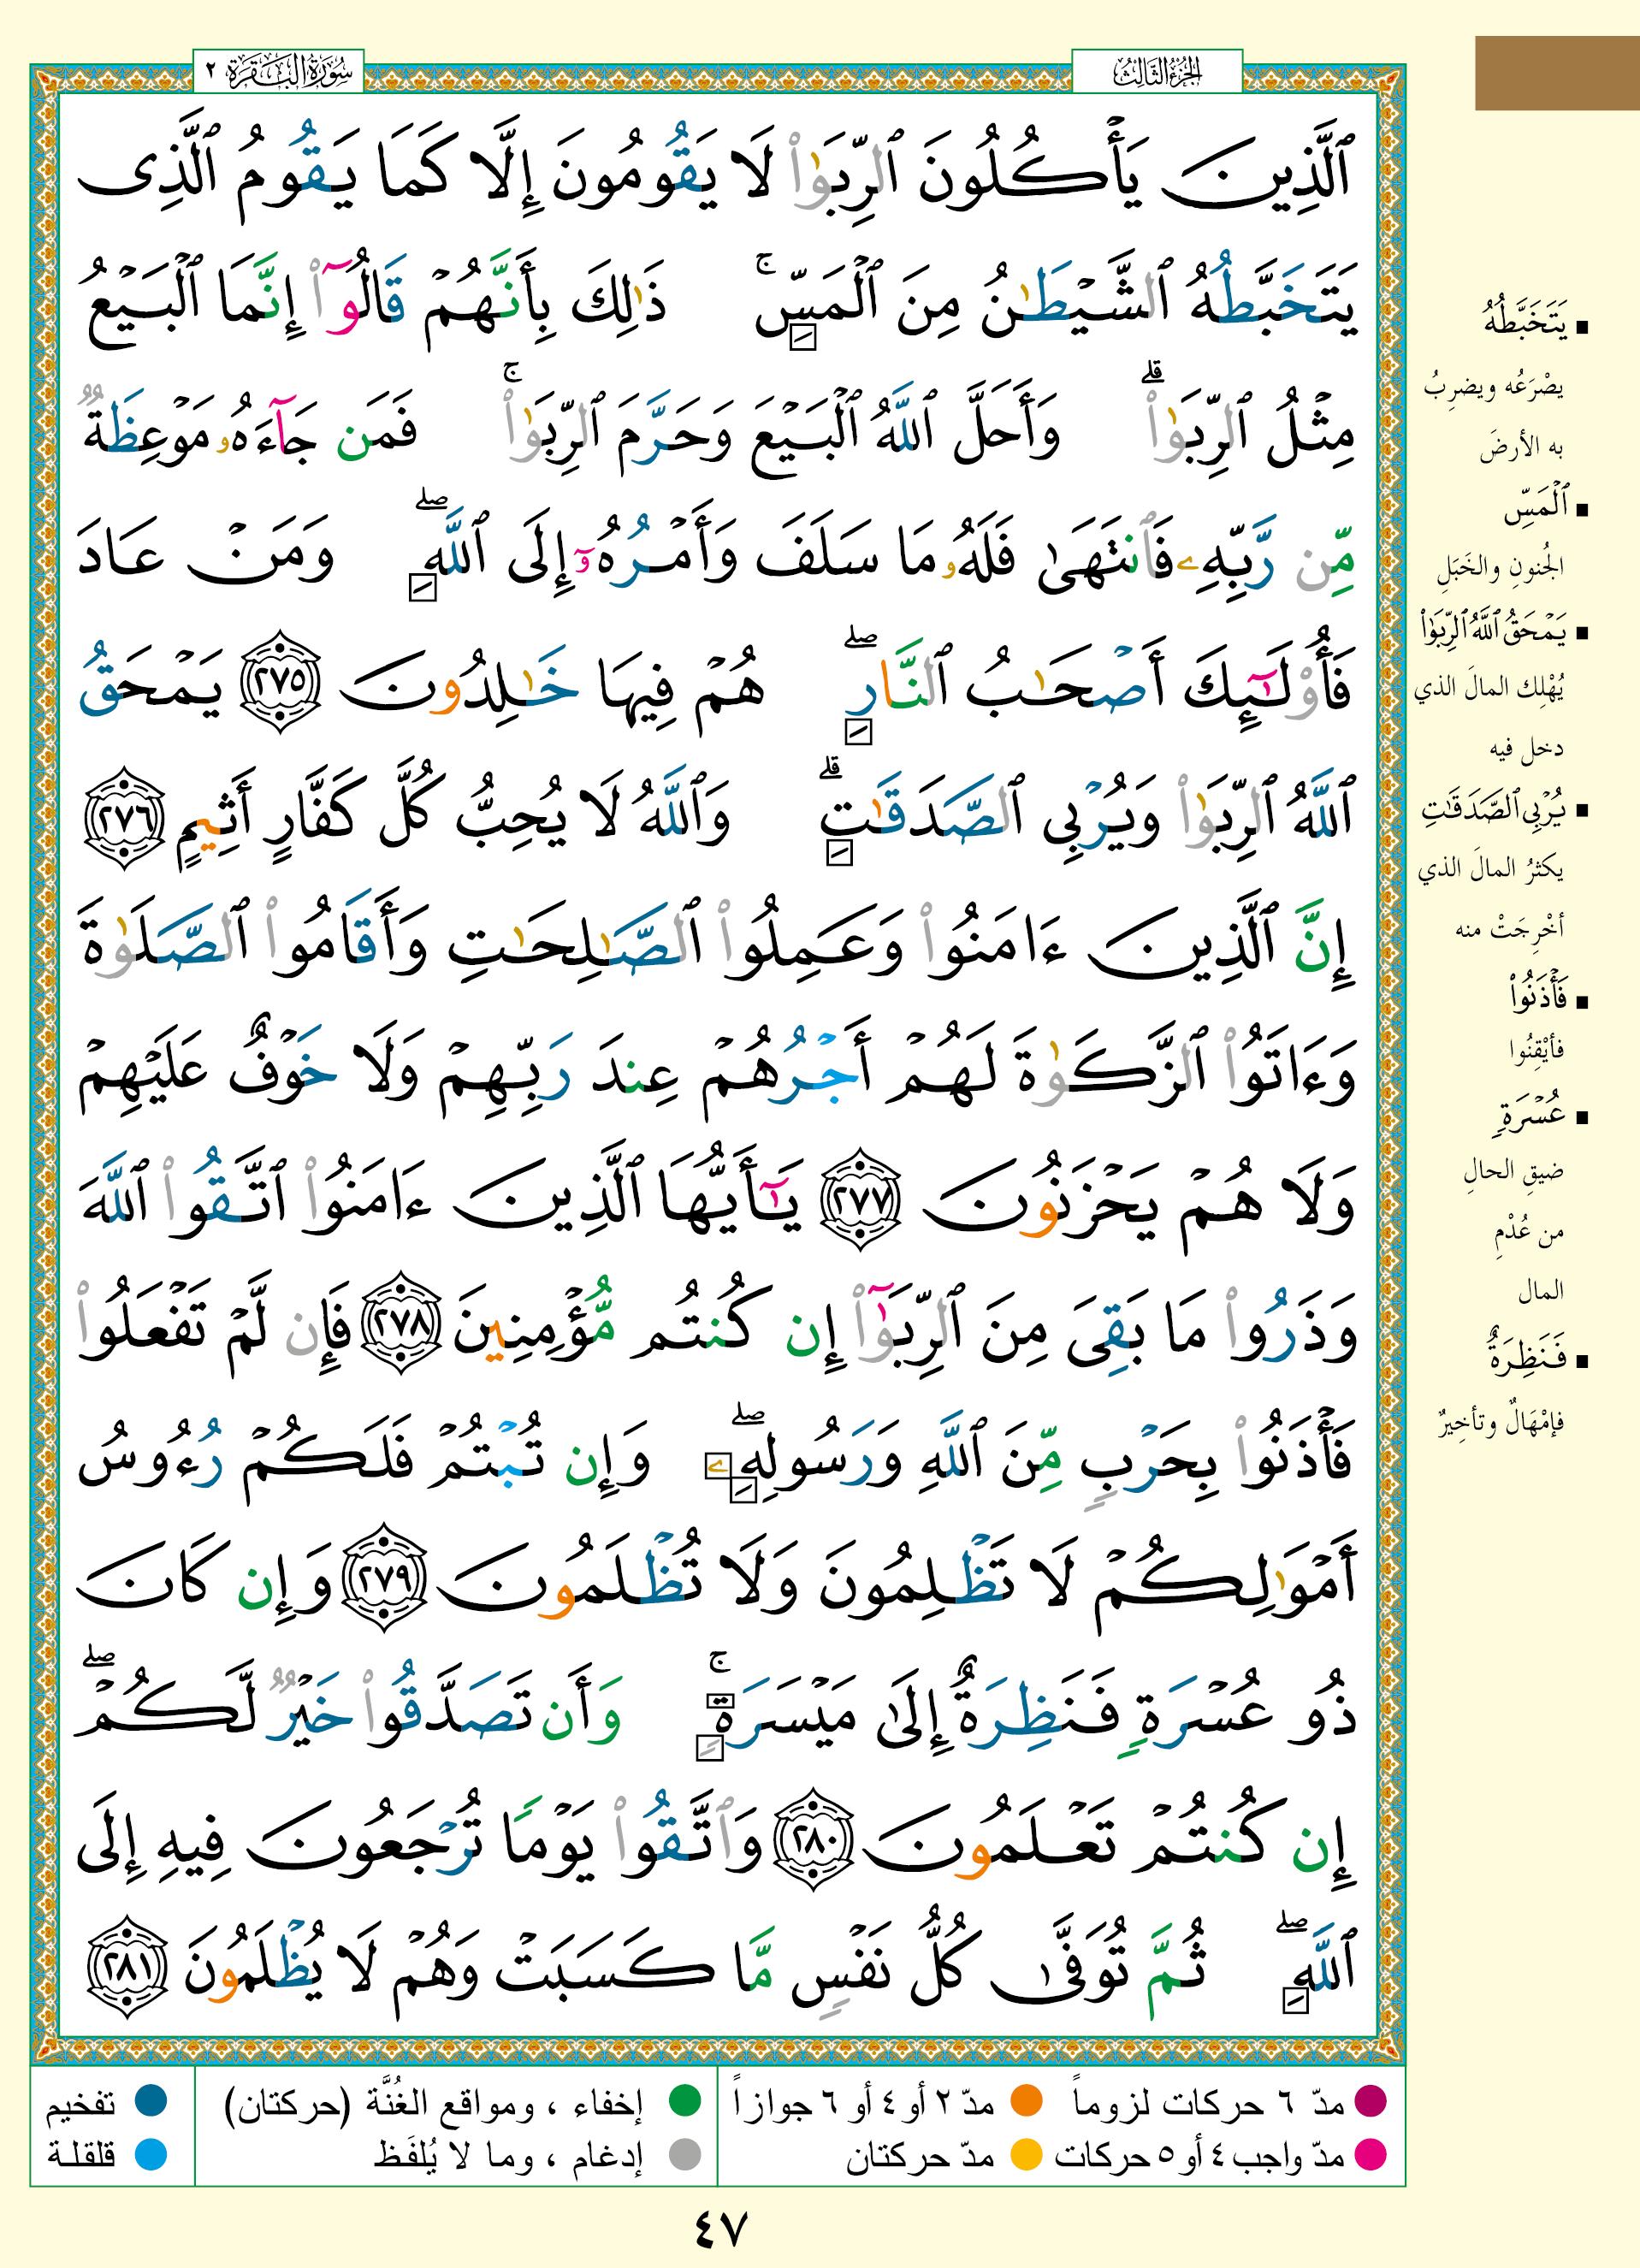 الجزء الثالث
سورة البقرة ٢
ٱلَّذِينَ يَأۡكُلُونَ ٱلرِّبَوٰاْ لَا يَقُومُونَ إِلَّا كَمَا يَقُومُ ٱلَّذِى
يَتَخَبَّطُهُ ٱلشَّيۡطَٰنُ مِنَ ٱلۡمَسِّۚ ذَٰلِكَ بِأَنَّهُمۡ قَالُوٓاْ إِنَّمَا ٱلۡبَيۡعُ
مِثۡلُ ٱلرِّبَوٰاْۗ وَأَحَلَّ ٱللَّهُ ٱلۡبَيۡعَ وَحَرَّمَ ٱلرِّبَوٰاْۚ فَمَن جَآءَهُۥ مَوۡعِظَةٌ
مِّن رَّبِّهِۦ فَٱنتَهَىٰ فَلَهُۥ مَا سَلَفَ وَأَمۡرُهُۥٓ إِلَى ٱللَّهِۖ وَمَنۡ عَادَ
فَأُوْلَٰٓئِكَ أَصۡحَٰبُ ٱلنَّارِۖ هُمۡ فِيهَا خَٰلِدُونَ ٢٧٥ يَمۡحَقُ
ٱللَّهُ ٱلرِّبَوٰاْ وَيُرۡبِى ٱلصَّدَقَٰتِۗ وَٱللَّهُ لَا يُحِبُّ كُلَّ كَفَّارٍ أَثِيمٍ ٢٧٦
إِنَّ ٱلَّذِينَ ءَامَنُواْ وَعَمِلُواْ ٱلصَّٰلِحَٰتِ وَأَقَامُواْ ٱلصَّلَوٰةَ
وَءَاتَوُاْ ٱلزَّكَوٰةَ لَهُمۡ أَجۡرُهُمۡ عِندَ رَبِّهِمۡ وَلَا خَوۡفٌ عَلَيۡهِمۡ
وَلَا هُمۡ يَحۡزَنُونَ ٢٧٧ يَٰٓأَيُّهَا ٱلَّذِينَ ءَامَنُواْ ٱتَّقُواْ ٱللَّهَ
وَذَرُواْ مَا بَقِىَ مِنَ ٱلرِّبَوٰٓاْ إِن كُنتُم مُّؤۡمِنِينَ ٢٧٨ فَإِن لَّمۡ تَفۡعَلُواْ
فَأۡذَنُواْ بِحَرۡبٍ مِّنَ ٱللَّهِ وَرَسُولِهِۦۖ وَإِن تُبۡتُمۡ فَلَكُمۡ رُءُوسُ
أَمۡوَٰلِكُمۡ لَا تَظۡلِمُونَ وَلَا تُظۡلَمُونَ ٢٧٩ وَإِن كَانَ
ذُو عُسۡرَةٍ فَنَظِرَةٌ إِلَىٰ مَيۡسَرَةٍۚ وَأَن تَصَدَّقُواْ خَيۡرٌ لَّكُمۡۖ
إِن كُنتُمۡ تَعۡلَمُونَ ٢٨٠ وَٱتَّقُواْ يَوۡمًا تُرۡجَعُونَ فِيهِ إِلَى
ٱللَّهِۖ ثُمَّ تُوَفَّىٰ كُلُّ نَفۡسٍ مَّا كَسَبَتۡ وَهُمۡ لَا يُظۡلَمُونَ ٢٨١
▪ يَتَخَبَّطُهُ
يصْرَعُه ويضرِبُ
به الأرضَ
▪ ٱلۡمَسِّ
الجُنونِ والخَبَلِ
▪ يَمۡحَقُ ٱللَّهُ ٱلرِّبَوٰاْ
يُهْلِك المالَ الذي
دخل فيه
▪ يُرۡبِى ٱلصَّدَقَٰتِ
يكثرُ المالَ الذي
أخْرِجَتْ منه
▪ فَأۡذَنُواْ
فأيْقِنُوا
▪ عُسۡرَةٍ
ضيقِ الحالِ
من عُدْمِ
المال
▪ فَنَظِرَةٌ
فإمْهَالٌ وتأخِيرٌ
مدّ ٦ حركات لزوماً ● مدّ ٢ أو ٤ أو ٦ جوازاً ● إخفاء ، ومواقع الغُنَّة (حركتان) ● تفخيم
مدّ واجب ٤ أو ٥ حركات ● مدّ حركتان ● إدغام ، وما لا يُلفَظ ● قلقلة
٤٧